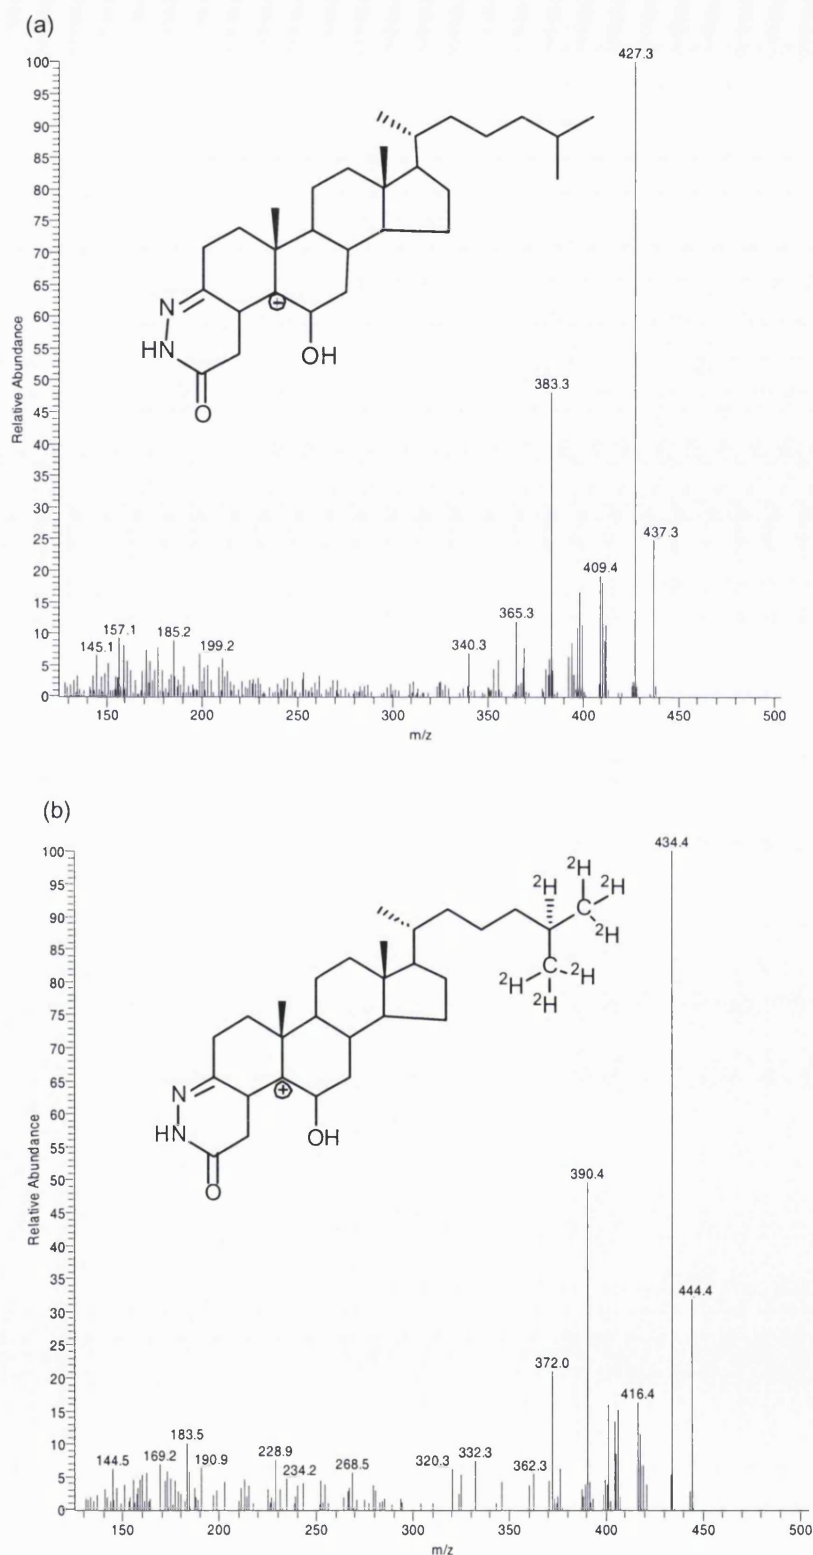 (a)
427.3
100
95
90
85
80
75
70
65
60
55
50
45
40
35
30
25
20
15
10
5
0
Relative Abundance
N
HN
O
OH
383.3
437.3
409.4
365.3
340.3
157.1
185.2
145.1
199.2
150 200 250 300 350 400 450 500
m/z
(b)
434.4
100
95
90
85
80
75
70
65
60
55
50
45
40
35
30
25
20
15
10
5
0
Relative Abundance
²H
²H ²H
C
²H
C
²H ²H
²H
N
HN
O
OH
390.4
444.4
372.0
416.4
183.5
144.5 169.2 190.9
228.9
234.2
268.5
320.3 332.3
362.3
150 200 250 300 350 400 450 500
m/z